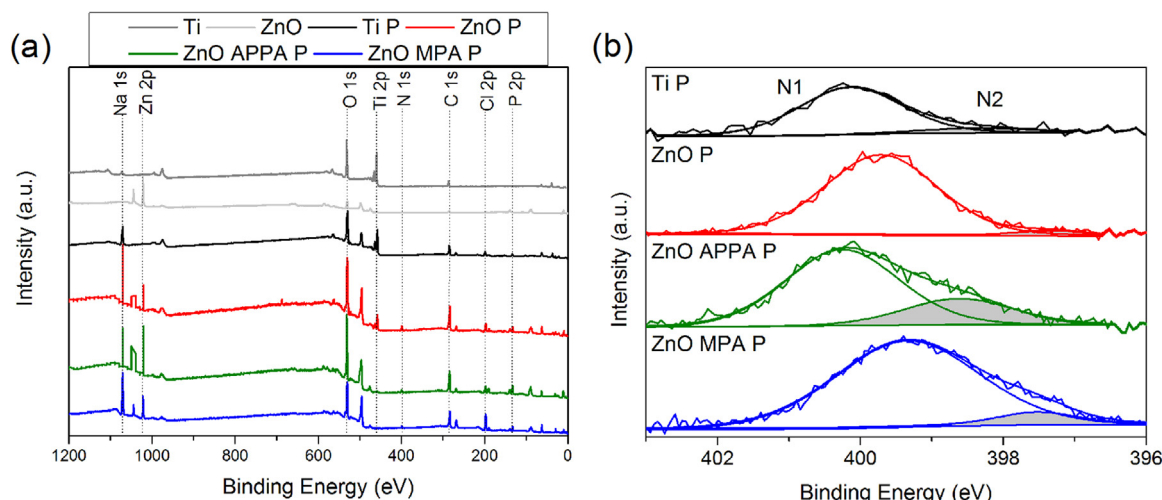 (a)
Ti ZnO Ti P ZnO P
ZnO APPA P ZnO MPA P
Na 1s
Zn 2p
O 1s
Ti 2p
N 1s
C 1s
Cl 2p
P 2p
Intensity (a.u.)
1200 1000 800 600 400 200 0
Binding Energy (eV)
(b)
Ti P
N1
N2
ZnO P
ZnO APPA P
ZnO MPA P
Intensity (a.u.)
402 400 398 396
Binding Energy (eV)